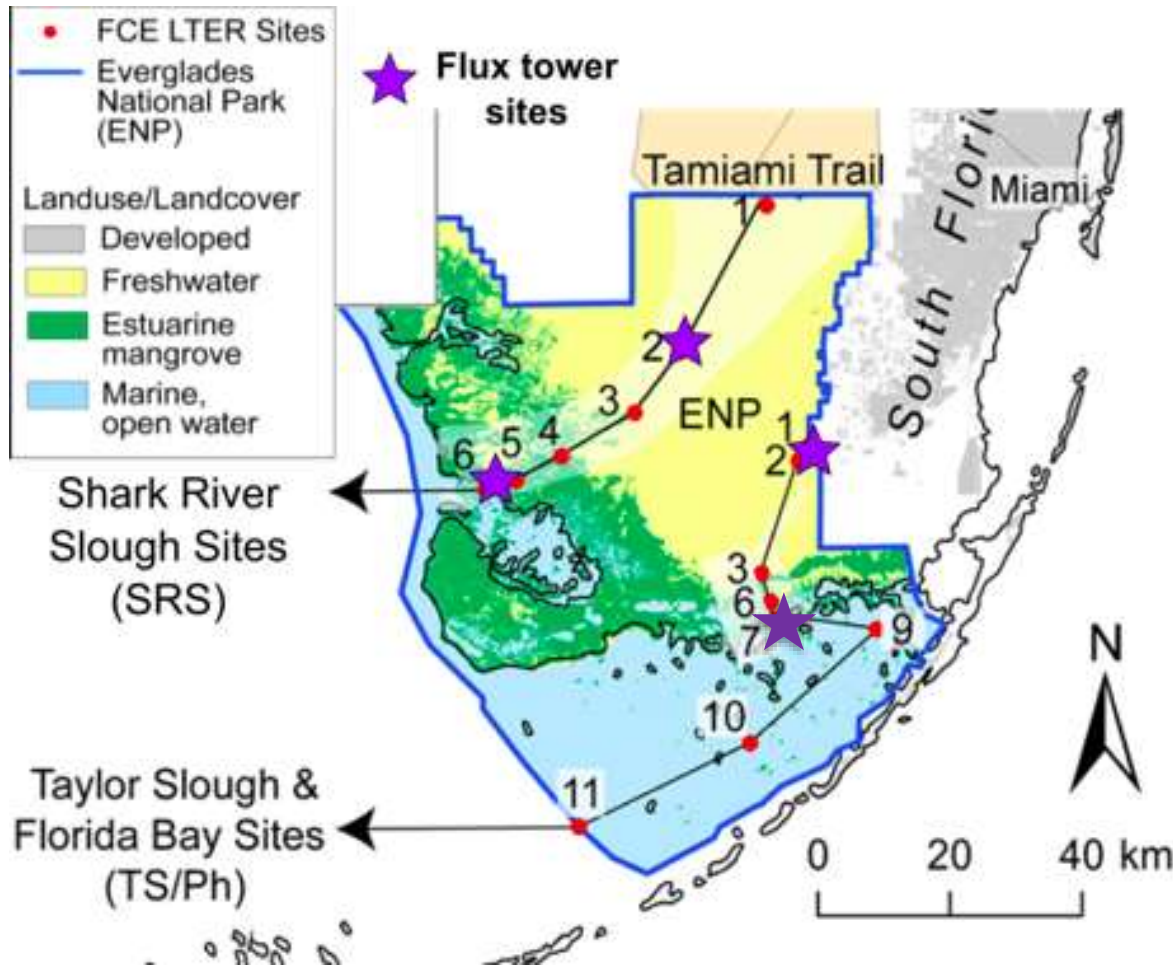 FCE LTER Sites
Everglades
National Park
(ENP)
Landuse/Landcover
Developed
Freshwater
Estuarine
mangrove
Marine,
open water
Flux tower
sites
Tamiami Trail
Miami
South Floric
1
2
3
ENP
4
5
6
1
2
3
6
7
9
10
11
Shark River
Slough Sites
(SRS)
Taylor Slough &
Florida Bay Sites
(TS/Ph)
N
0 20 40 km